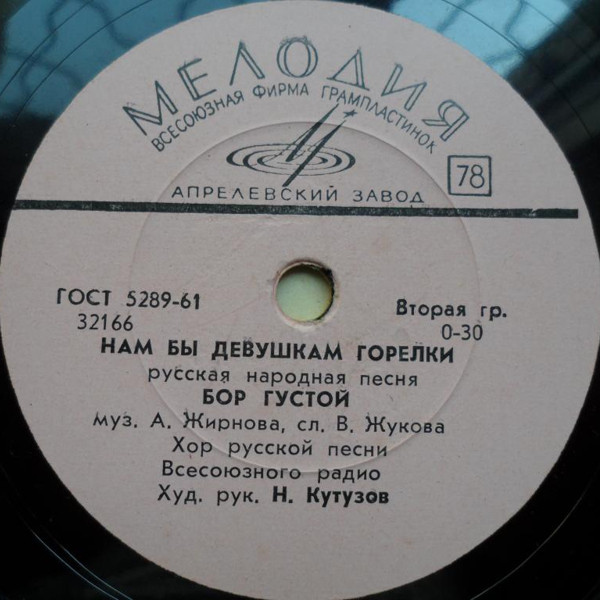 МЕЛОДИЯ
ВСЕСОЮЗНАЯ ФИРМА ГРАМПЛАСТИНОК
78
АПРЕЛЕВСКИЙ ЗАВОД
ГОСТ 5289-61
Вторая гр.
32166
0-30
НАМ БЫ ДЕВУШКАМ ГОРЕЛКИ
русская народная песня
БОР ГУСТОЙ
муз. А. Жирнова, сл. В. Жукова
Хор русской песни
Всесоюзного радио
Худ. рук. Н. Кутузов